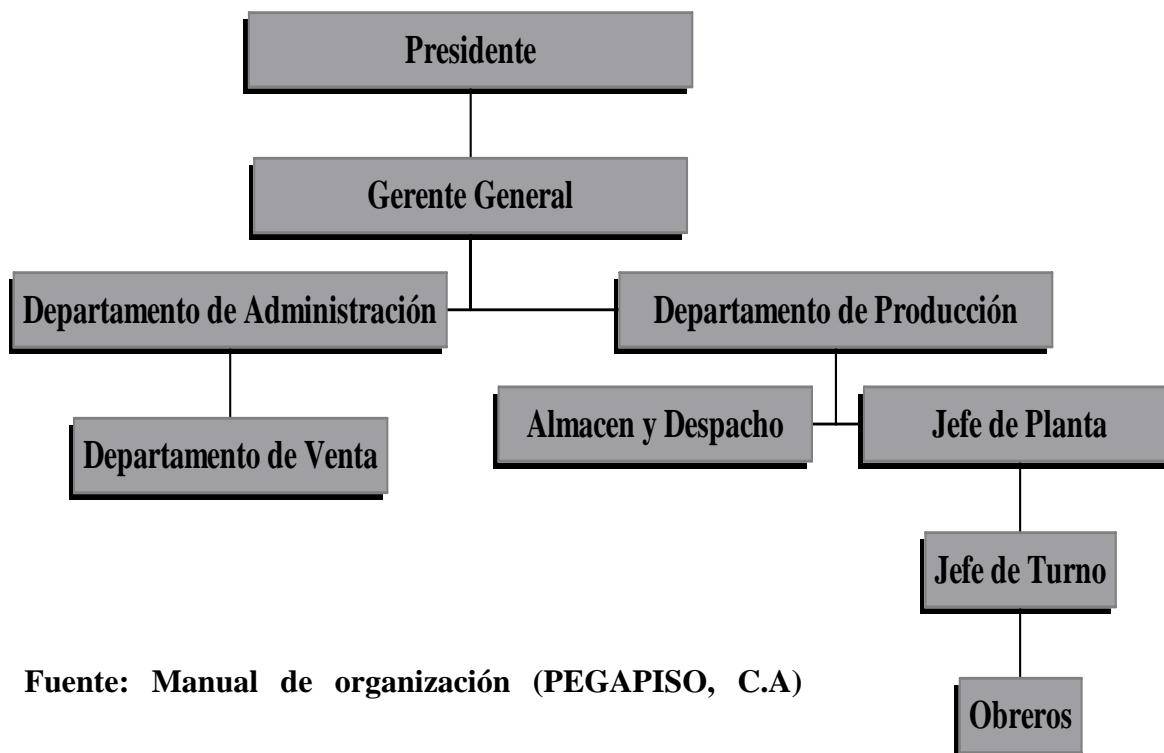 Presidente
Gerente General
Departamento de Administración
Departamento de Producción
Departamento de Venta
Almacen y Despacho
Jefe de Planta
Jefe de Turno
Obreros
Fuente: Manual de organización (PEGAPISO, C.A)